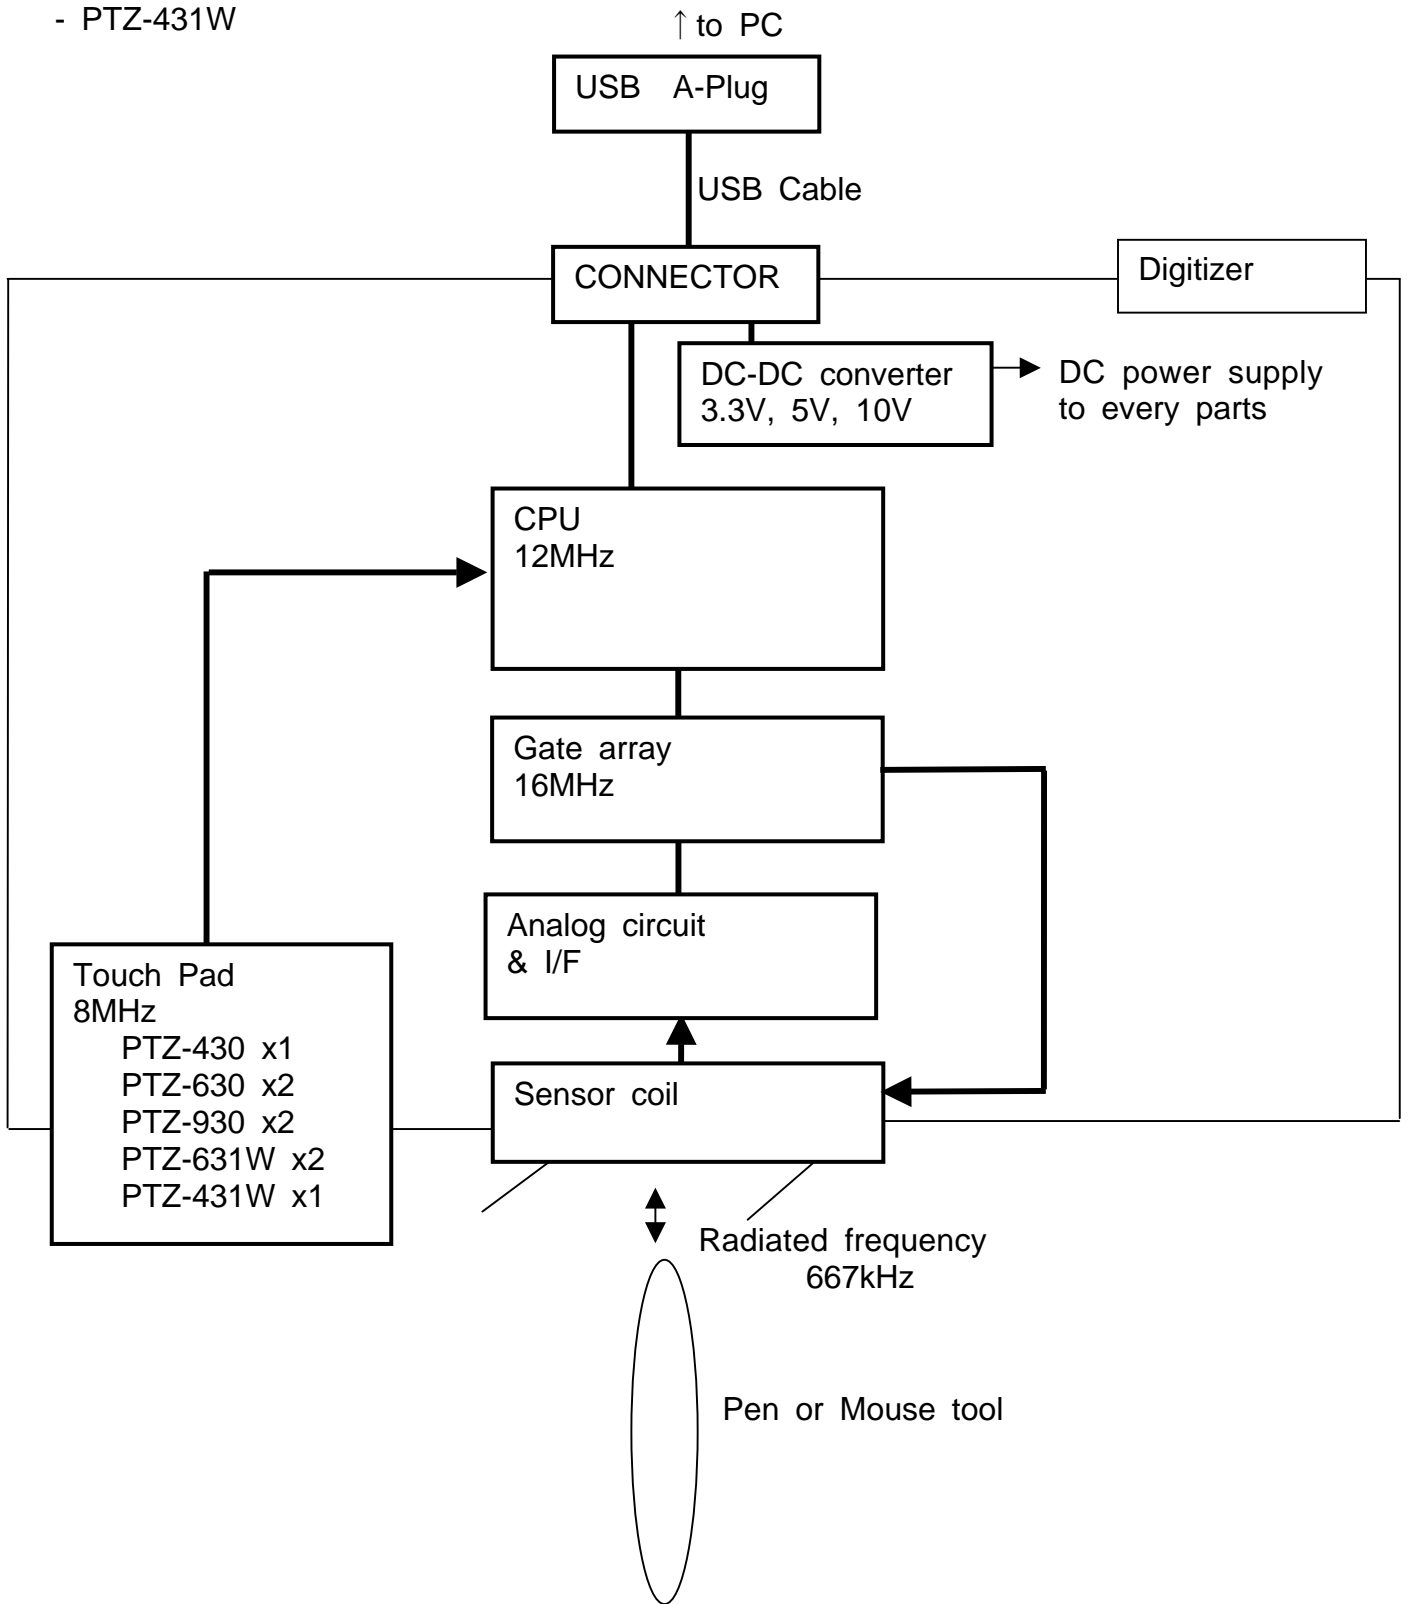 - PTZ-431W
↑ to PC
USB A-Plug
USB Cable
CONNECTOR
Digitizer
DC-DC converter
3.3V, 5V, 10V
DC power supply
to every parts
CPU
12MHz
Gate array
16MHz
Analog circuit
& I/F
Touch Pad
8MHz
PTZ-430 x1
PTZ-630 x2
PTZ-930 x2
PTZ-631W x2
PTZ-431W x1
Sensor coil
Radiated frequency
667kHz
Pen or Mouse tool